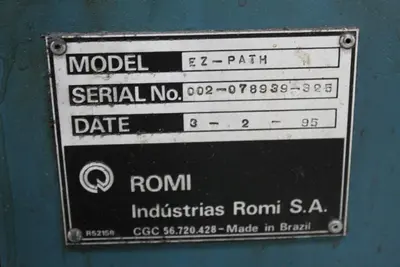 MODEL EZ-PATH
SERIAL No. 002-078939-325
DATE 3-2-95
ROMI
Indústrias Romi S.A.
R52158 CGC 56.720.428-Made in Brazil